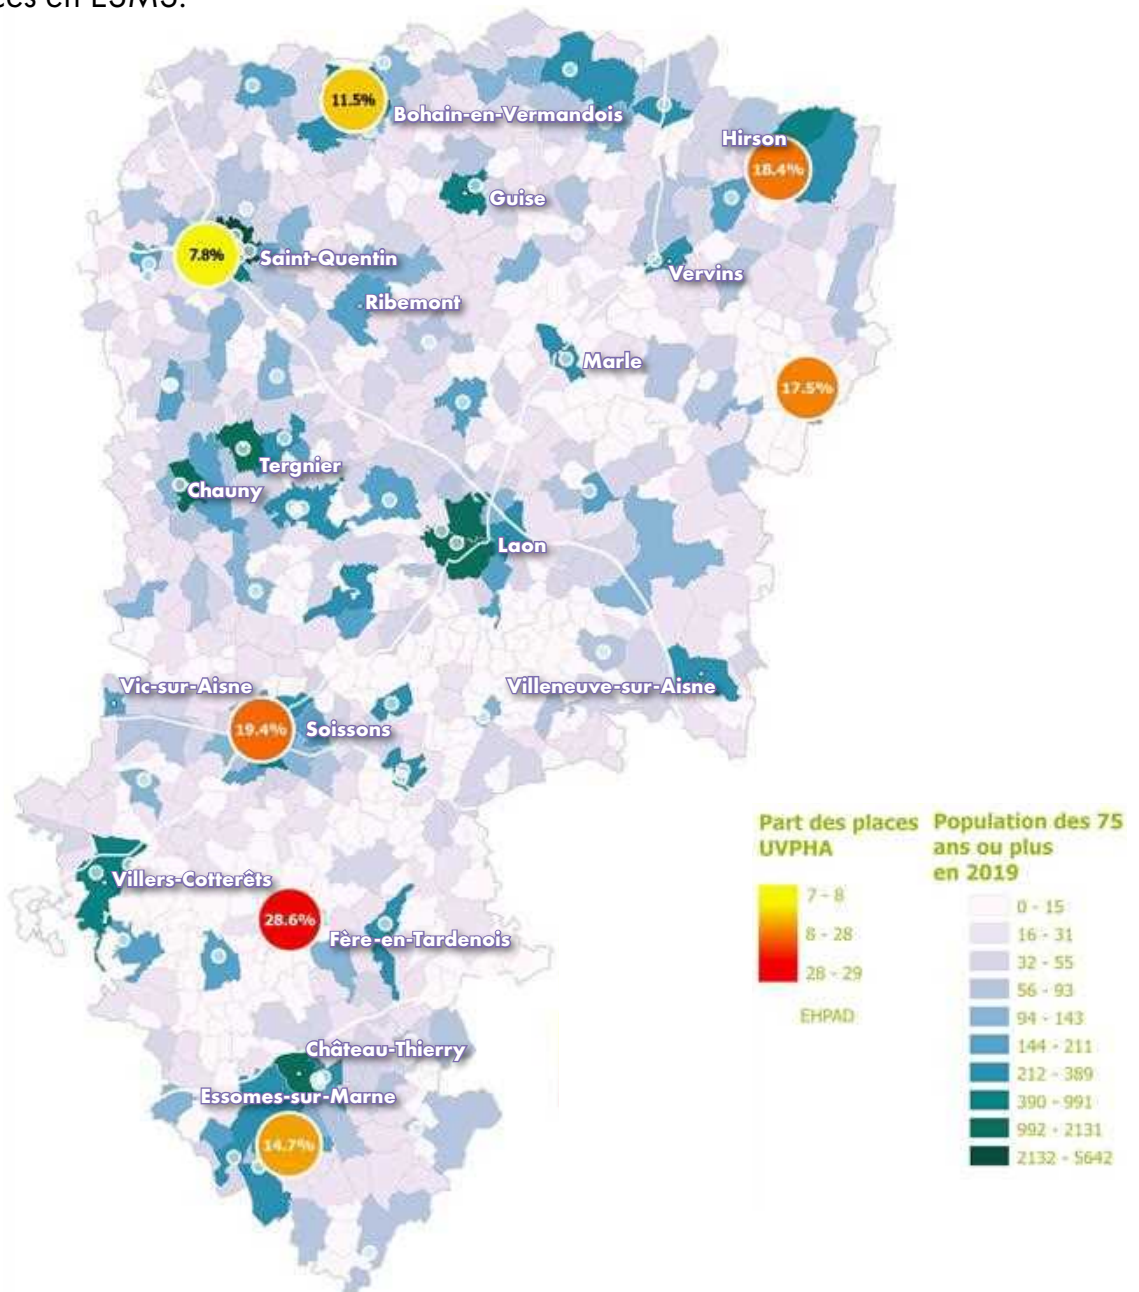 11.5%
Bohain-en-Vermandois
Hirson
18.4%
Guise
7.8%
Saint-Quentin
Vervins
Ribemont
Marle
17.5%
Tergnier
Chauny
Laon
Vic-sur-Aisne
Villeneuve-sur-Aisne
19.4%
Soissons
Villers-Cotterêts
28.6%
Fère-en-Tardenois
Château-Thierry
Essomes-sur-Marne
14.7%
Part des places
UVPHA
7 - 8
8 - 28
28 - 29
EHPAD
Population des 75
ans ou plus
en 2019
0 - 15
16 - 31
32 - 55
56 - 93
94 - 143
144 - 211
212 - 389
390 - 991
992 - 2131
2132 - 5642